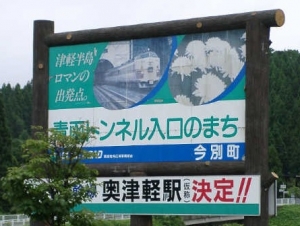 津軽半島
ロマンの
出発点。
青函トンネル入口のまち
今別町
奥津軽駅(仮称)決定!!